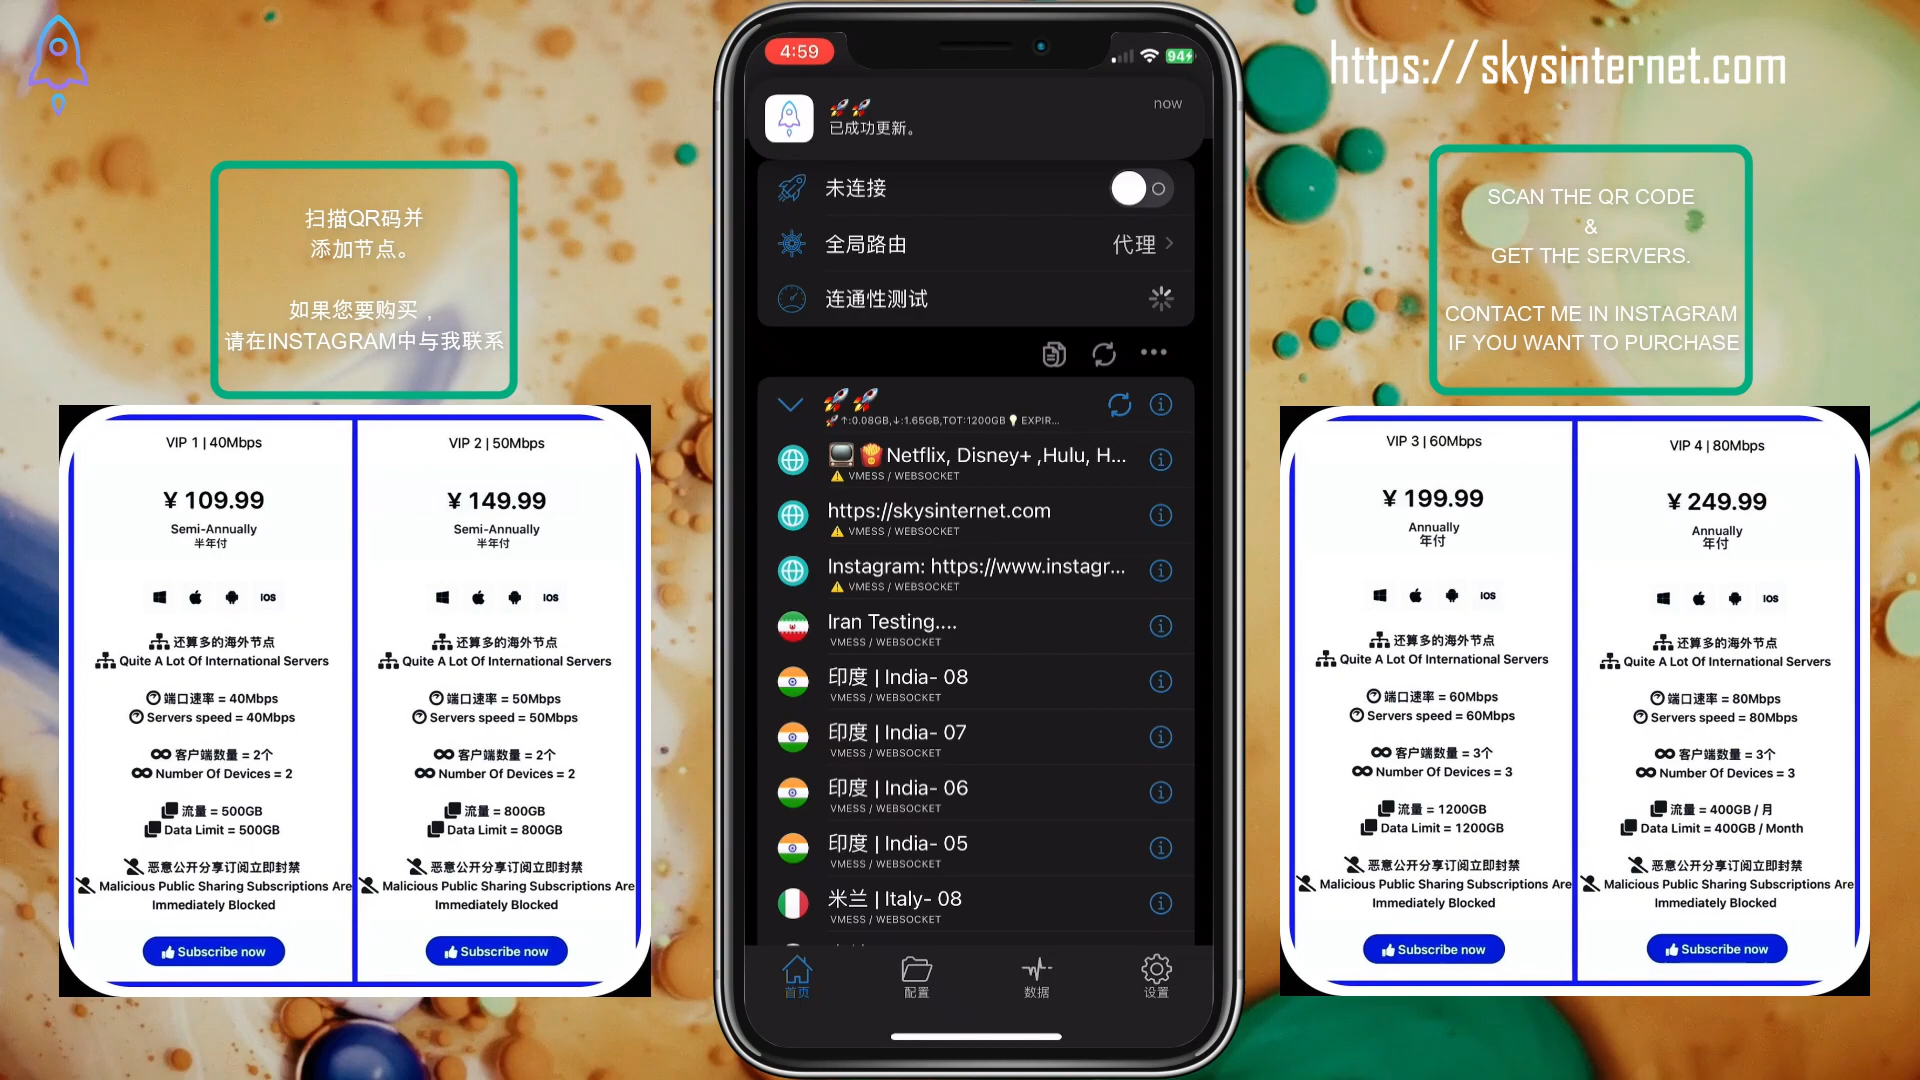 https://skysinternet.com
扫描QR码并
添加节点。
如果您要购买，
请在INSTAGRAM中与我联系
VIP 1 | 40Mbps
¥ 109.99
Semi-Annually
半年付
iOS
还算多的海外节点
Quite A Lot Of International Servers
端口速率 = 40Mbps
Servers speed = 40Mbps
客户端数量 = 2个
Number Of Devices = 2
流量 = 500GB
Data Limit = 500GB
恶意公开分享订阅立即封禁
Malicious Public Sharing Subscriptions Are
Immediately Blocked
Subscribe now
VIP 2 | 50Mbps
¥ 149.99
Semi-Annually
半年付
iOS
还算多的海外节点
Quite A Lot Of International Servers
端口速率 = 50Mbps
Servers speed = 50Mbps
客户端数量 = 2个
Number Of Devices = 2
流量 = 800GB
Data Limit = 800GB
恶意公开分享订阅立即封禁
Malicious Public Sharing Subscriptions Are
Immediately Blocked
Subscribe now
4:59
94
now
已成功更新。
未连接
全局路由
代理
连通性测试
↑:0.08GB,↓:1.65GB,TOT:1200GB💡EXPIR...
Netflix, Disney+ ,Hulu, H...
VMESS / WEBSOCKET
https://skysinternet.com
VMESS / WEBSOCKET
Instagram: https://www.instagr...
VMESS / WEBSOCKET
Iran Testing....
VMESS / WEBSOCKET
印度 | India- 08
VMESS / WEBSOCKET
印度 | India- 07
VMESS / WEBSOCKET
印度 | India- 06
VMESS / WEBSOCKET
印度 | India- 05
VMESS / WEBSOCKET
米兰 | Italy- 08
VMESS / WEBSOCKET
首页
配置
数据
设置
SCAN THE QR CODE
&
GET THE SERVERS.
CONTACT ME IN INSTAGRAM
IF YOU WANT TO PURCHASE
VIP 3 | 60Mbps
¥ 199.99
Annually
年付
iOS
还算多的海外节点
Quite A Lot Of International Servers
端口速率 = 60Mbps
Servers speed = 60Mbps
客户端数量 = 3个
Number Of Devices = 3
流量 = 1200GB
Data Limit = 1200GB
恶意公开分享订阅立即封禁
Malicious Public Sharing Subscriptions Are
Immediately Blocked
Subscribe now
VIP 4 | 80Mbps
¥ 249.99
Annually
年付
iOS
还算多的海外节点
Quite A Lot Of International Servers
端口速率 = 80Mbps
Servers speed = 80Mbps
客户端数量 = 3个
Number Of Devices = 3
流量 = 400GB / 月
Data Limit = 400GB / Month
恶意公开分享订阅立即封禁
Malicious Public Sharing Subscriptions Are
Immediately Blocked
Subscribe now